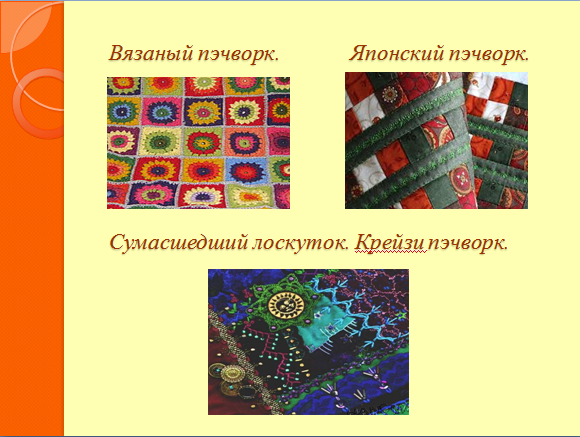 Вязаный пэчворк.
Японский пэчворк.
Сумасшедший лоскуток. Крейзи пэчворк.